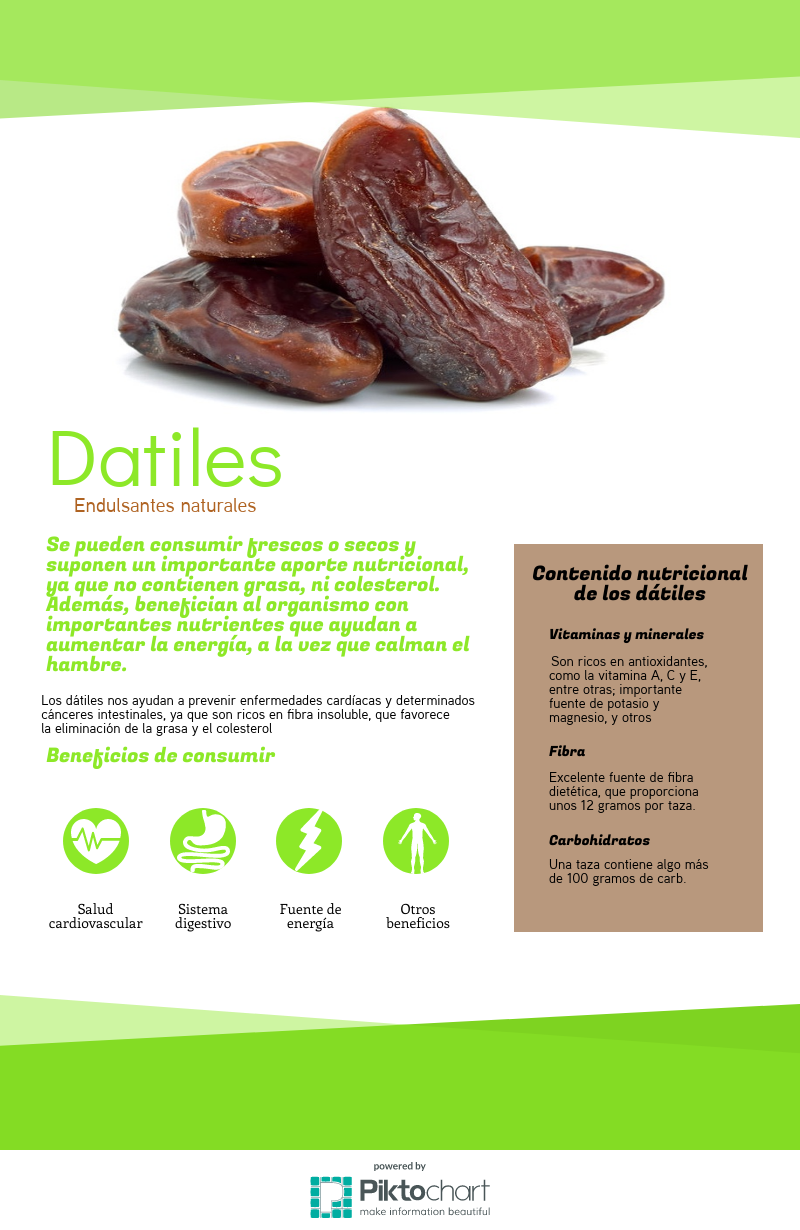 Datiles
Endulsantes naturales
Se pueden consumir frescos o secos y
suponen un importante aporte nutricional,
ya que no contienen grasa, ni colesterol.
Además, benefician al organismo con
importantes nutrientes que ayudan a
aumentar la energía, a la vez que calman el
hambre.
Los dátiles nos ayudan a prevenir enfermedades cardíacas y determinados
cánceres intestinales, ya que son ricos en fibra insoluble, que favorece
la eliminación de la grasa y el colesterol
Beneficios de consumir
Salud
cardiovascular
Sistema
digestivo
Fuente de
energía
Otros
beneficios
Contenido nutricional
de los dátiles
Vitaminas y minerales
Son ricos en antioxidantes,
como la vitamina A, C y E,
entre otras; importante
fuente de potasio y
magnesio, y otros
Fibra
Excelente fuente de fibra
dietética, que proporciona
unos 12 gramos por taza.
Carbohidratos
Una taza contiene algo más
de 100 gramos de carb.
powered by
Piktochart
make information beautiful